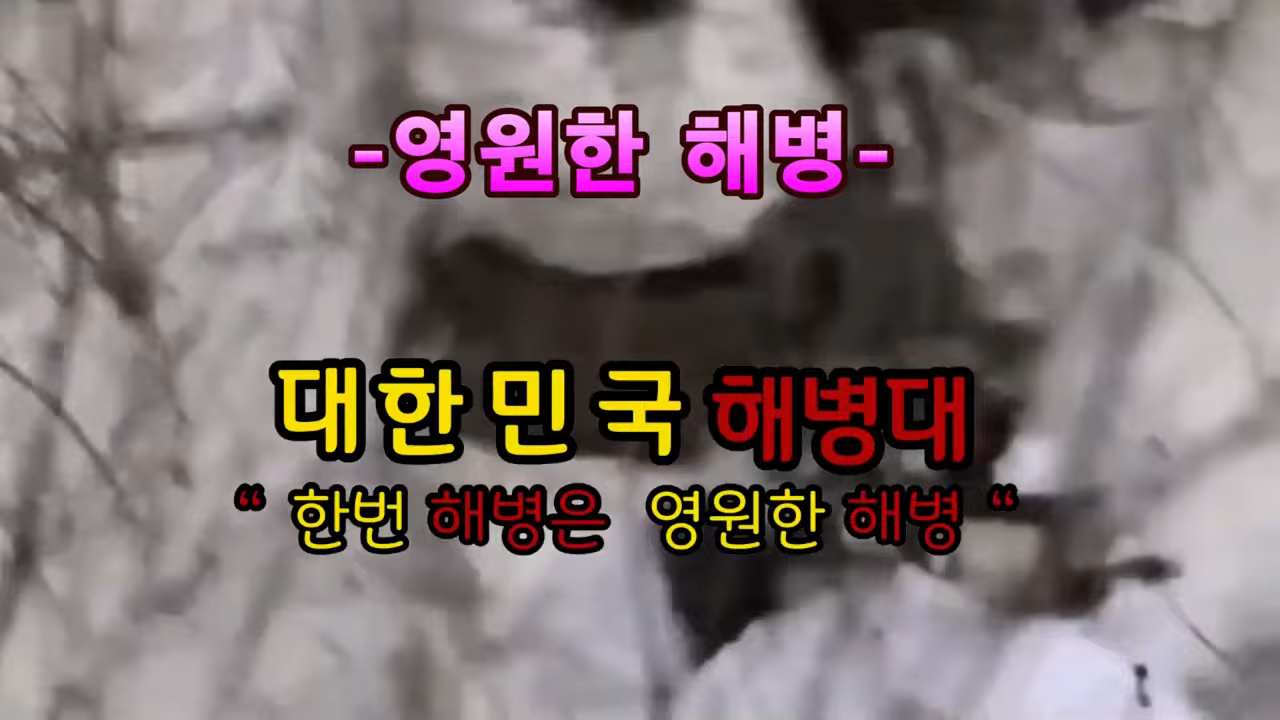 -영원한 해병-
대한민국 해병대
“ 한번 해병은 영원한 해병 “